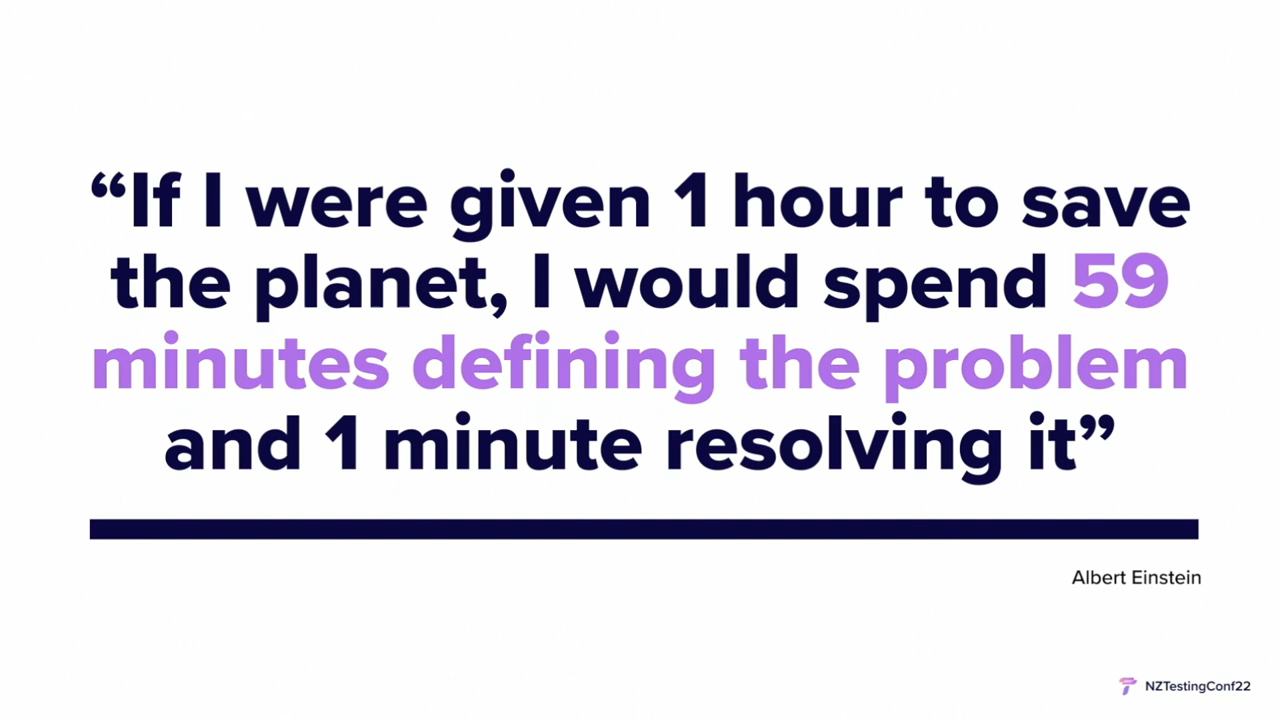 “If I were given 1 hour to save
the planet, I would spend 59
minutes defining the problem
and 1 minute resolving it”
Albert Einstein
NZTestingConf22